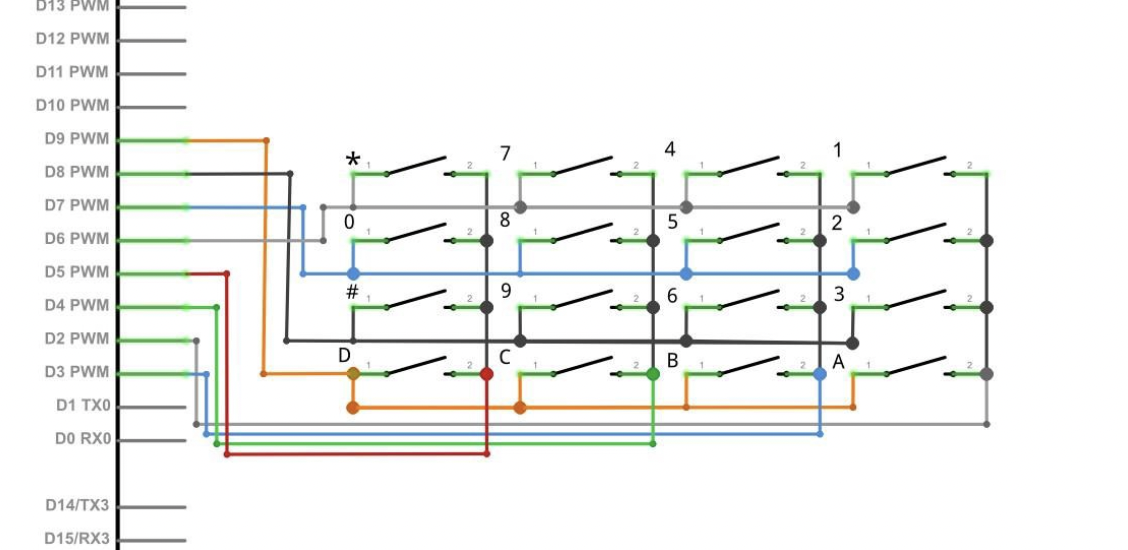 D13 PWM
D12 PWM
D11 PWM
D10 PWM
D9 PWM
D8 PWM
D7 PWM
D6 PWM
D5 PWM
D4 PWM
D2 PWM
D3 PWM
D1 TX0
D0 RX0
D14/TX3
D15/RX3
* 7 4 1
1 2 1 2 1 2 1 2
0 8 5 2
1 2 1 2 1 2 1 2
# 9 6 3
1 2 1 2 1 2 1 2
D C B A
1 2 1 2 1 2 1 2